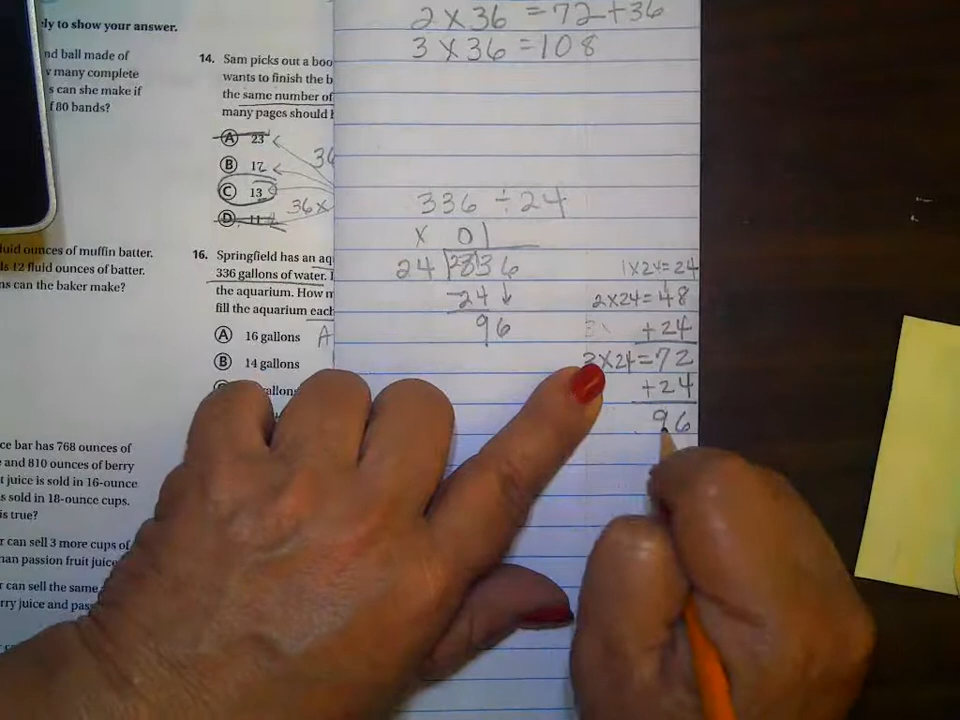 ly to show your answer.
nd ball made of
many complete
s can she make if
f 80 bands?
fluid ounces of muffin batter.
ds 12 fluid ounces of batter.
ns can the baker make?
ce bar has 768 ounces of
and 810 ounces of berry
t juice is sold in 16-ounce
s sold in 18-ounce cups.
is true?
r can sell 3 more cups of
han passion fruit juice
r can sell the same
rry juice and pas
14. Sam picks out a boo
wants to finish the b
the same number of
many pages should
A 23
B 17
C 13
D 11
36
36x
16. Springfield has an aq
336 gallons of water.
the aquarium. How m
fill the aquarium each
A 16 gallons
B 14 gallons
allons
2 x 36 = 72 + 36
3 x 36 = 108
336 ÷ 24
x 01
24
336
-24
96
1x24=24
2x24=48
+24
3x24=72
+24
96